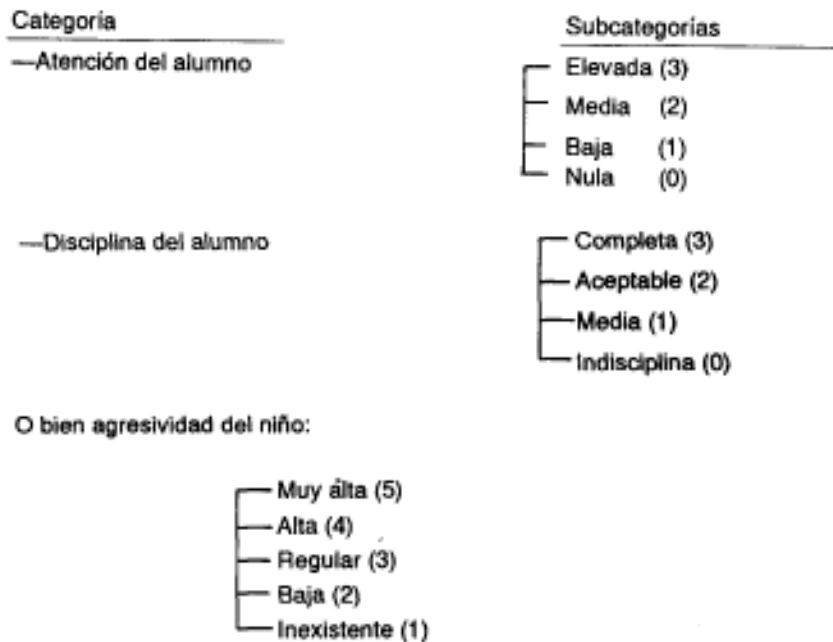 Categoría Subcategorías
—Atención del alumno Elevada (3)
Media (2)
Baja (1)
Nula (0)
—Disciplina del alumno Completa (3)
Aceptable (2)
Media (1)
Indisciplina (0)
O bien agresividad del niño:
Muy alta (5)
Alta (4)
Regular (3)
Baja (2)
Inexistente (1)